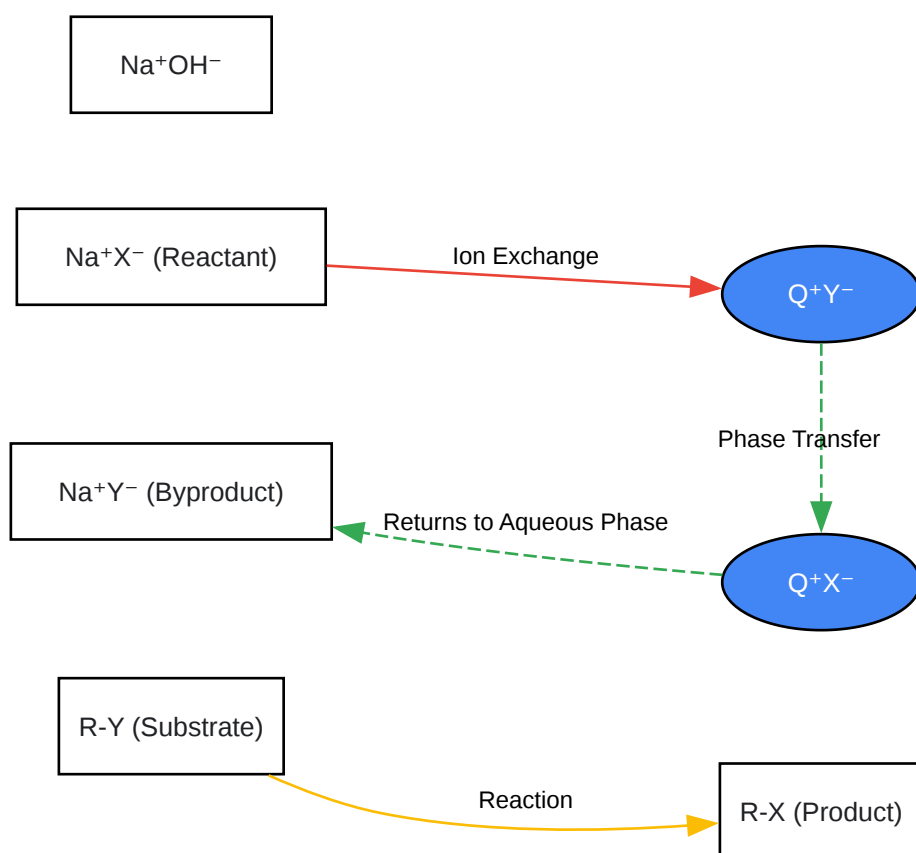 Na⁺OH⁻
Na⁺X⁻ (Reactant)
Ion Exchange
Q⁺Y⁻
Phase Transfer
Na⁺Y⁻ (Byproduct)
Returns to Aqueous Phase
Q⁺X⁻
R-Y (Substrate)
Reaction
R-X (Product)